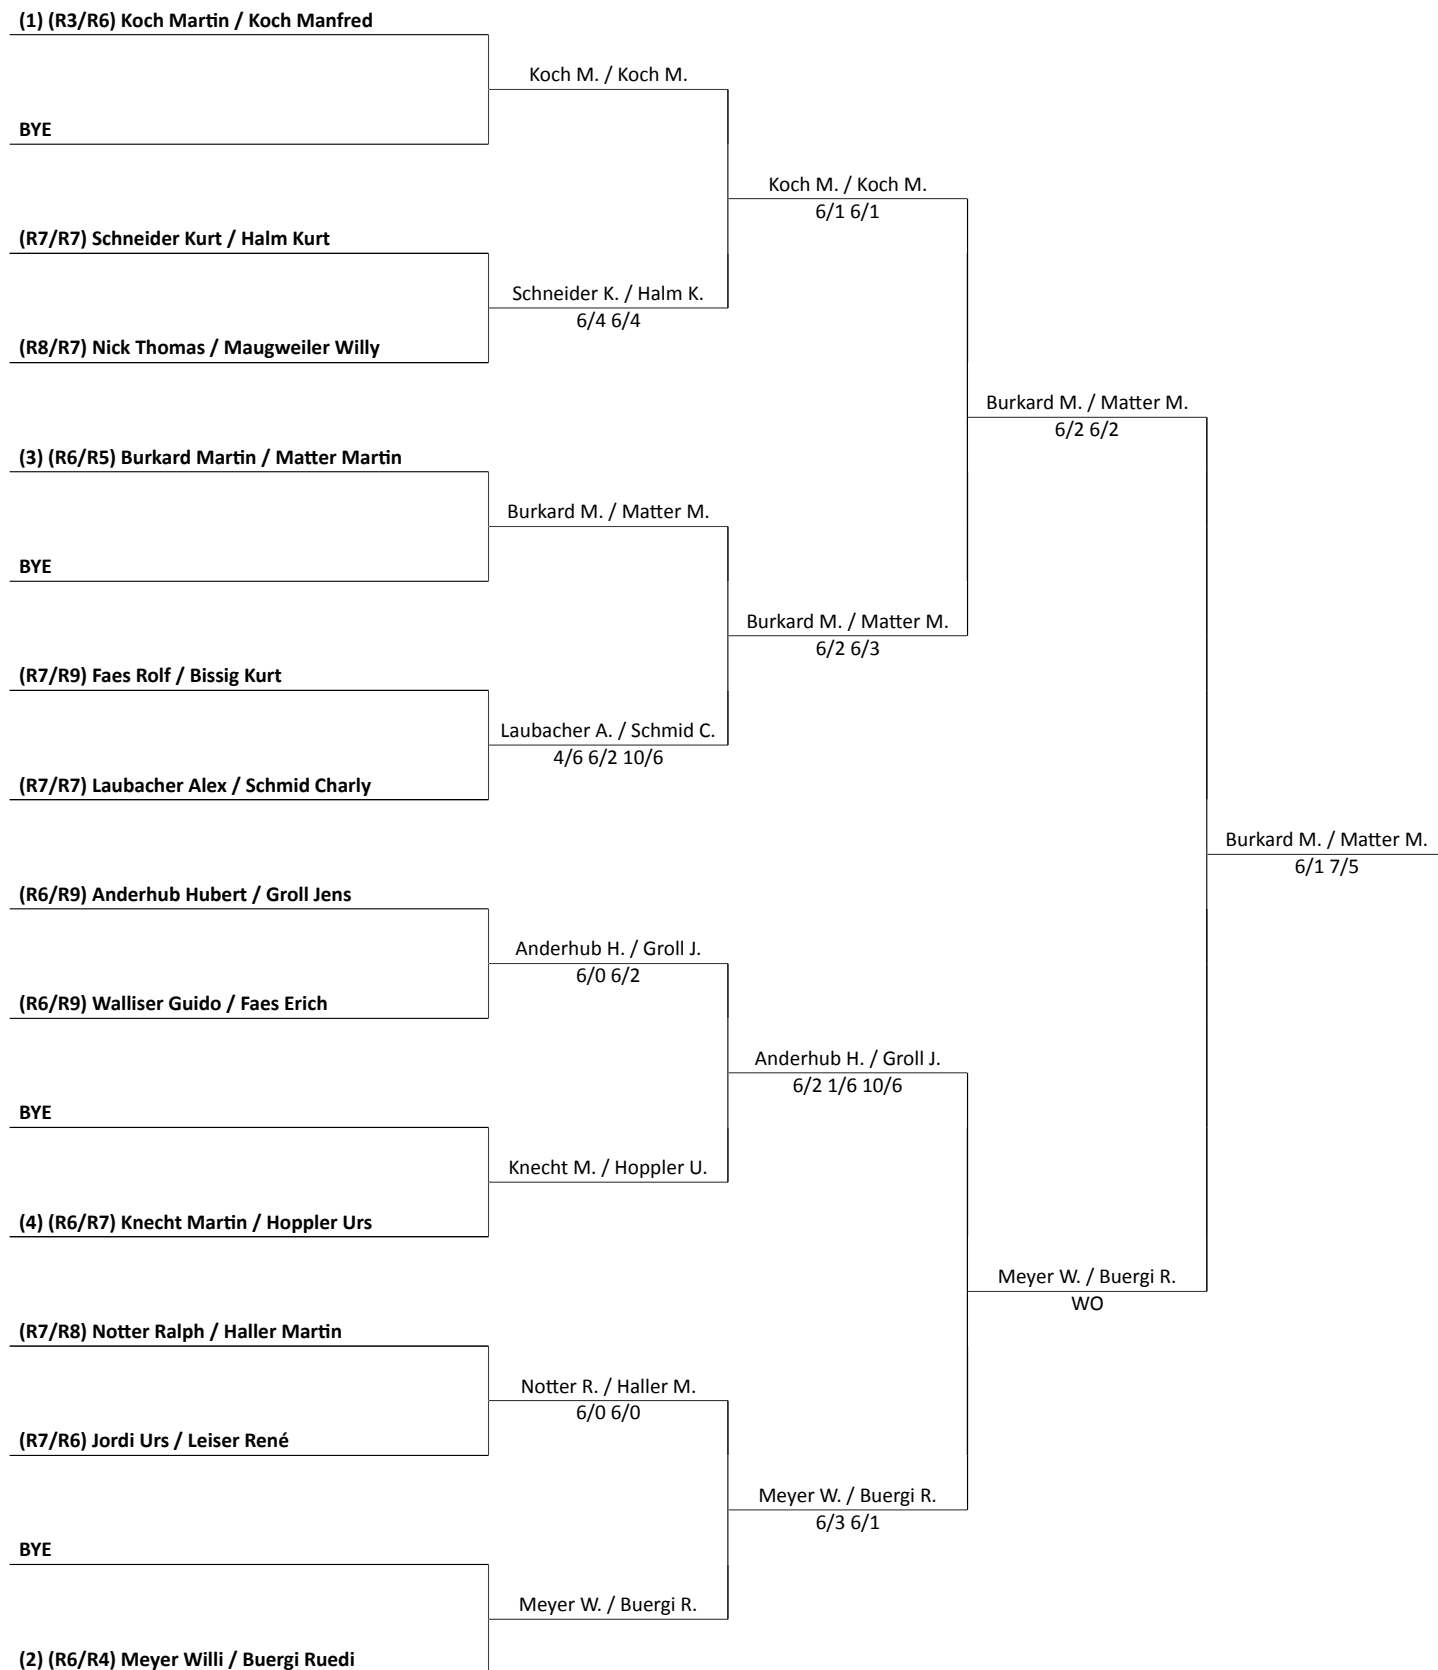 (1) (R3/R6) Koch Martin / Koch Manfred
Koch M. / Koch M.
BYE
Koch M. / Koch M.
6/1 6/1
(R7/R7) Schneider Kurt / Halm Kurt
Schneider K. / Halm K.
6/4 6/4
(R8/R7) Nick Thomas / Maugweiler Willy
Burkard M. / Matter M.
6/2 6/2
(3) (R6/R5) Burkard Martin / Matter Martin
Burkard M. / Matter M.
BYE
Burkard M. / Matter M.
6/2 6/3
(R7/R9) Faes Rolf / Bissig Kurt
Laubacher A. / Schmid C.
4/6 6/2 10/6
(R7/R7) Laubacher Alex / Schmid Charly
Burkard M. / Matter M.
6/1 7/5
(R6/R9) Anderhub Hubert / Groll Jens
Anderhub H. / Groll J.
6/0 6/2
(R6/R9) Walliser Guido / Faes Erich
Anderhub H. / Groll J.
6/2 1/6 10/6
BYE
Knecht M. / Hoppler U.
(4) (R6/R7) Knecht Martin / Hoppler Urs
Meyer W. / Buergi R.
WO
(R7/R8) Notter Ralph / Haller Martin
Notter R. / Haller M.
6/0 6/0
(R7/R6) Jordi Urs / Leiser René
Meyer W. / Buergi R.
6/3 6/1
BYE
Meyer W. / Buergi R.
(2) (R6/R4) Meyer Willi / Buergi Ruedi